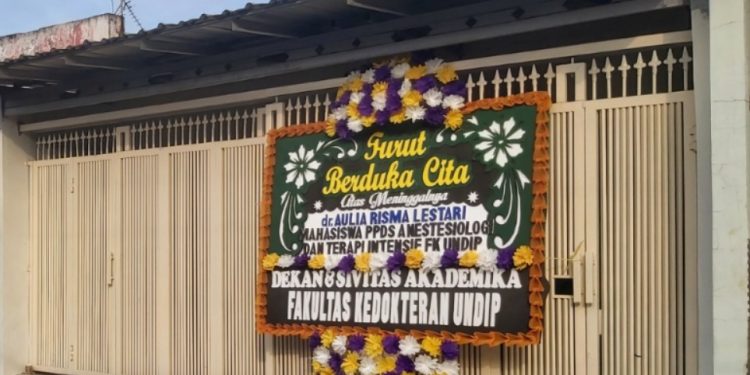 Turut
Berduka Cita
Atas Meninggalnya
dr. AULIA RISMA LESTARI
MAHASISWA PPDS ANESTESIOLOGI
DAN TERAPI INTENSIF FK UNDIP
DEKAN & SIVITAS AKADEMIKA
FAKULTAS KEDOKTERAN UNDIP